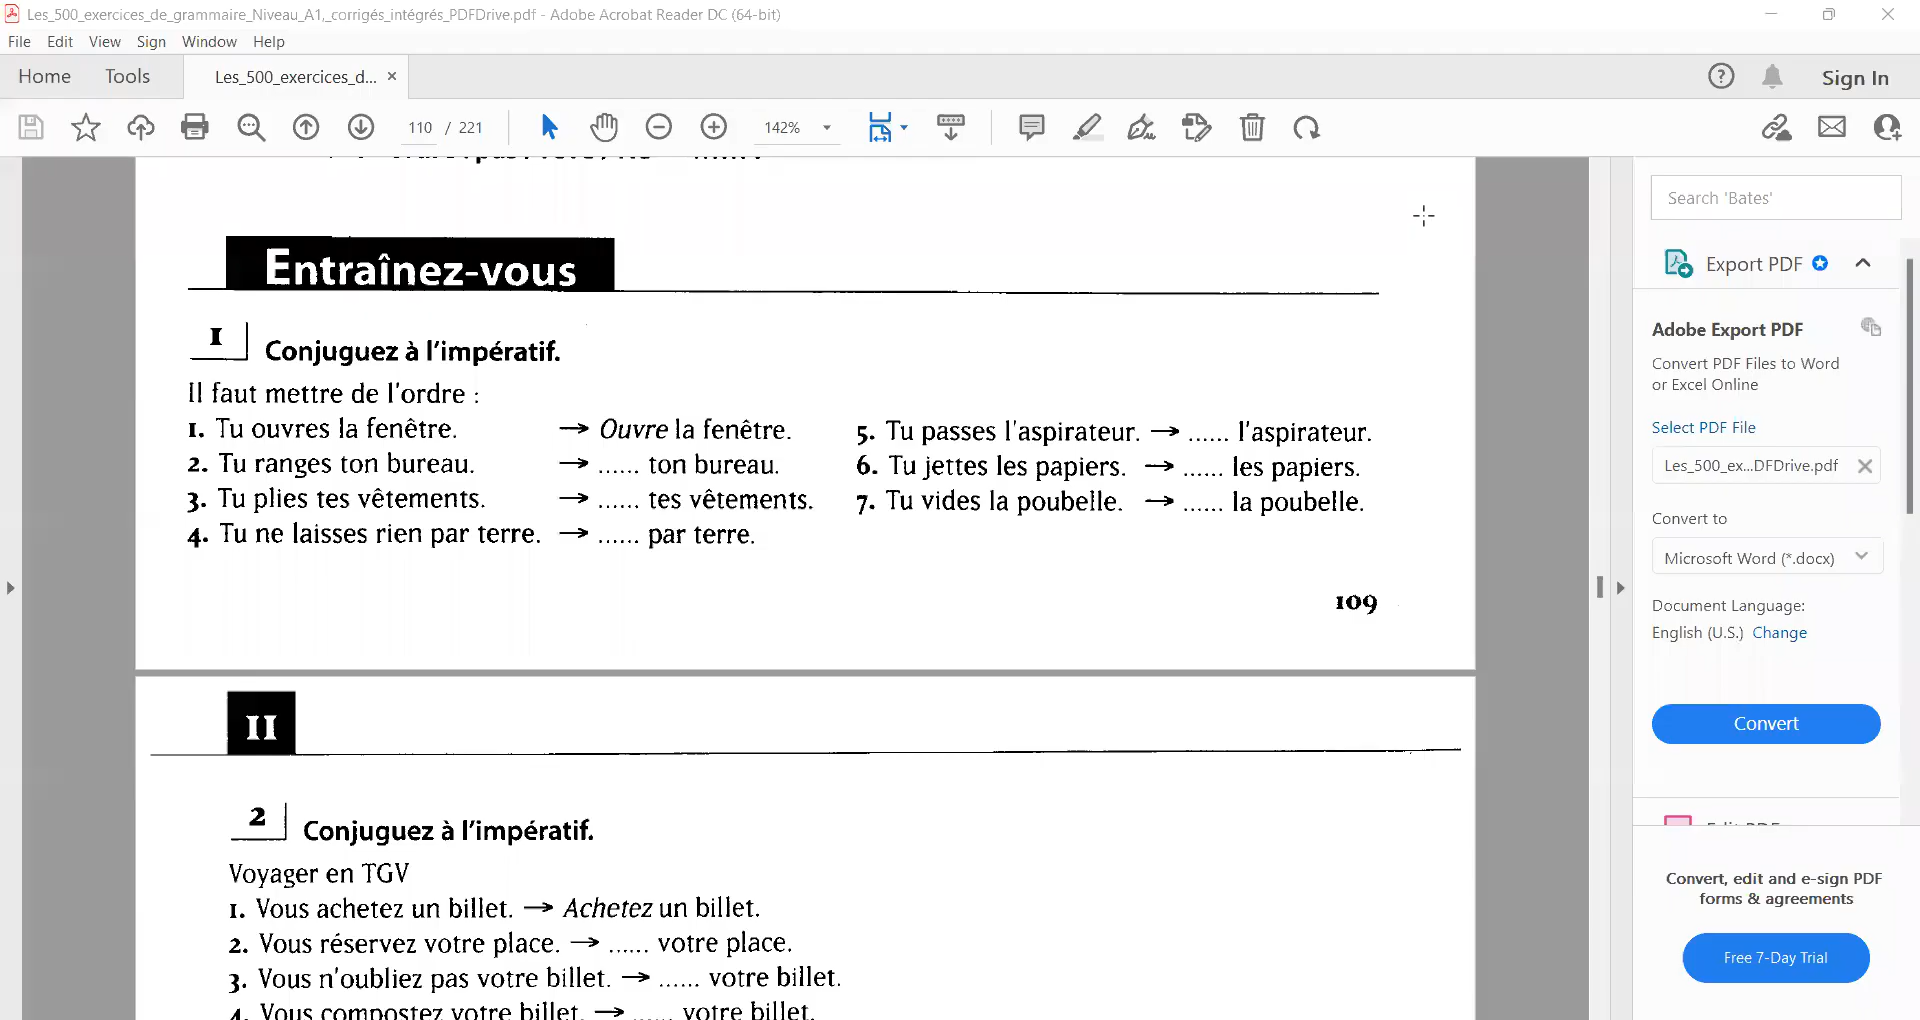 Les_500_exercices_de_grammaire_Niveau_A1,_corrigés_intégrés_PDFDrive.pdf - Adobe Acrobat Reader DC (64-bit)
File Edit View Sign Window Help
Home Tools Les_500_exercices_d... × Sign In
110 / 221 142%
Entraînez-vous
1 Conjuguez à l'impératif.
Il faut mettre de l'ordre :
1. Tu ouvres la fenêtre. → Ouvre la fenêtre.
2. Tu ranges ton bureau. → ...... ton bureau.
3. Tu plies tes vêtements. → ...... tes vêtements.
4. Tu ne laisses rien par terre. → ...... par terre.
5. Tu passes l'aspirateur. → ...... l'aspirateur.
6. Tu jettes les papiers. → ...... les papiers.
7. Tu vides la poubelle. → ...... la poubelle.
109
II
2 Conjuguez à l'impératif.
Voyager en TGV
1. Vous achetez un billet. → Achetez un billet.
2. Vous réservez votre place. → ...... votre place.
3. Vous n'oubliez pas votre billet. → ...... votre billet.
4. Vous compostez votre billet. → ...... votre billet.
Search 'Bates'
Export PDF
Adobe Export PDF
Convert PDF Files to Word
or Excel Online
Select PDF File
Les_500_ex...DFDrive.pdf
Convert to
Microsoft Word (*.docx)
Document Language:
English (U.S.) Change
Convert
Convert, edit and e-sign PDF
forms & agreements
Free 7-Day Trial